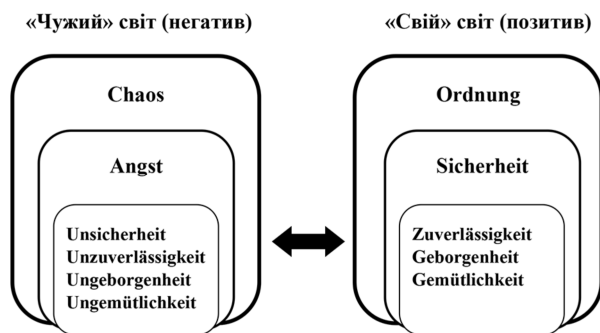 «Чужий» світ (негатив)
Chaos
Angst
Unsicherheit
Unzuverlässigkeit
Ungeborgenheit
Ungemütlichkeit
«Свій» світ (позитив)
Ordnung
Sicherheit
Zuverlässigkeit
Geborgenheit
Gemütlichkeit